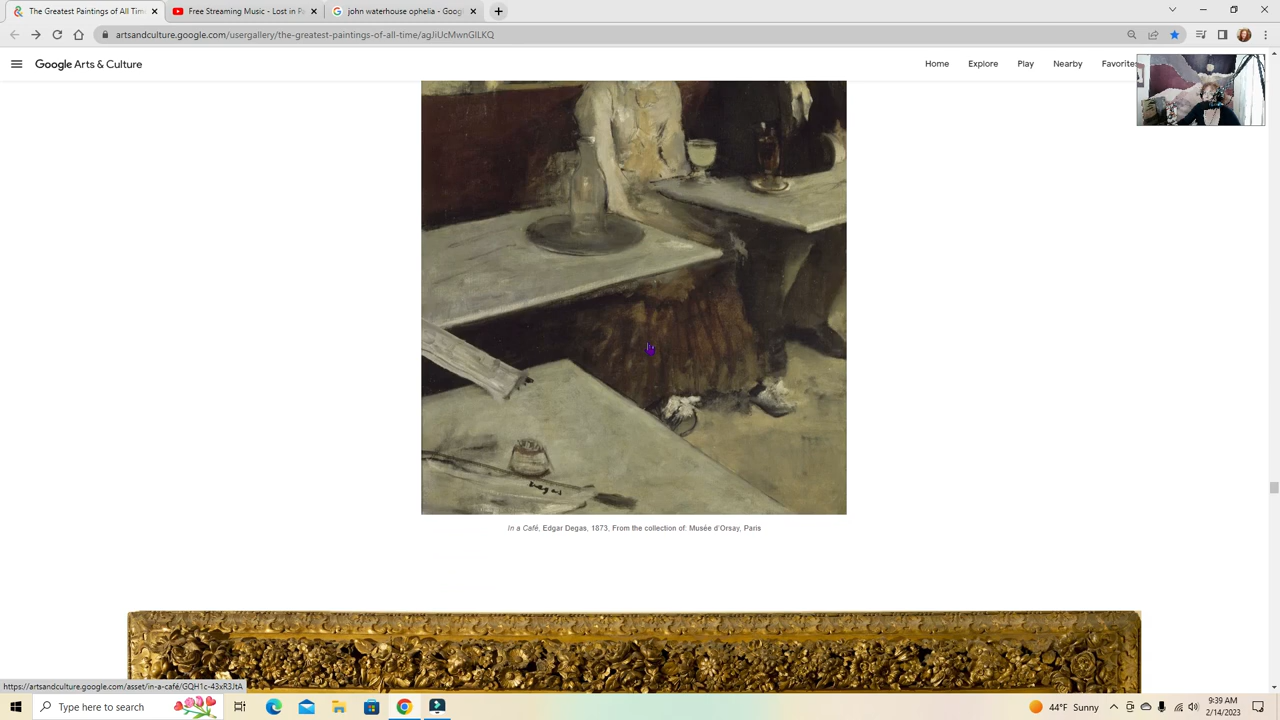 The Greatest Paintings of All Tim
Free Streaming Music - Lost in P
john waterhouse ophelia - Goog
artsandculture.google.com/usergallery/the-greatest-paintings-of-all-time/agJiUcMwnGILKQ
Google Arts & Culture
Home Explore Play Nearby Favorites
Degas
In a Café, Edgar Degas, 1873, From the collection of: Musée d'Orsay, Paris
https://artsandculture.google.com/asset/in-a-café/GQH1c-43xR3JtA
Type here to search
44°F Sunny
9:39 AM
2/14/2023